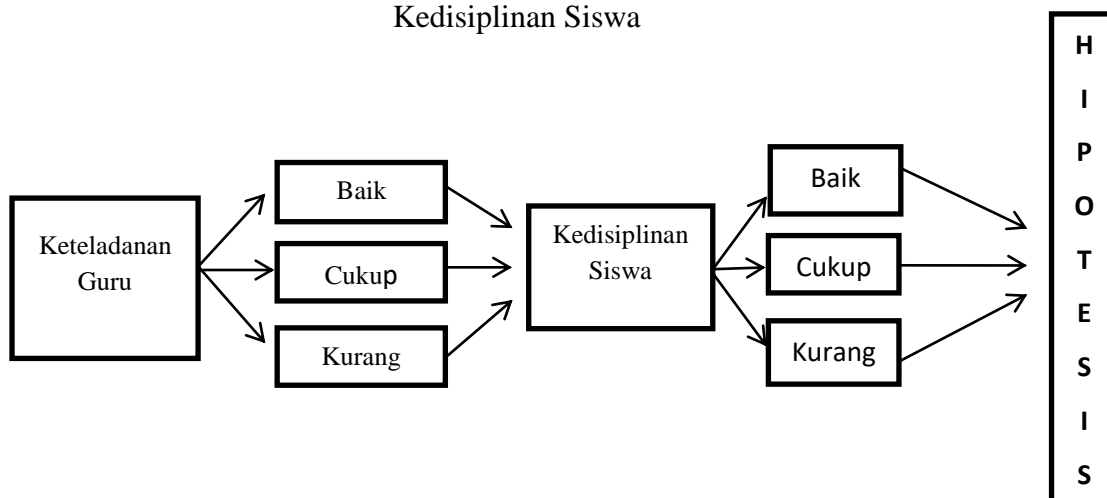 Kedisiplinan Siswa
Keteladanan
Guru
Baik
Cukup
Kurang
Kedisiplinan
Siswa
Baik
Cukup
Kurang
H
I
P
O
T
E
S
I
S